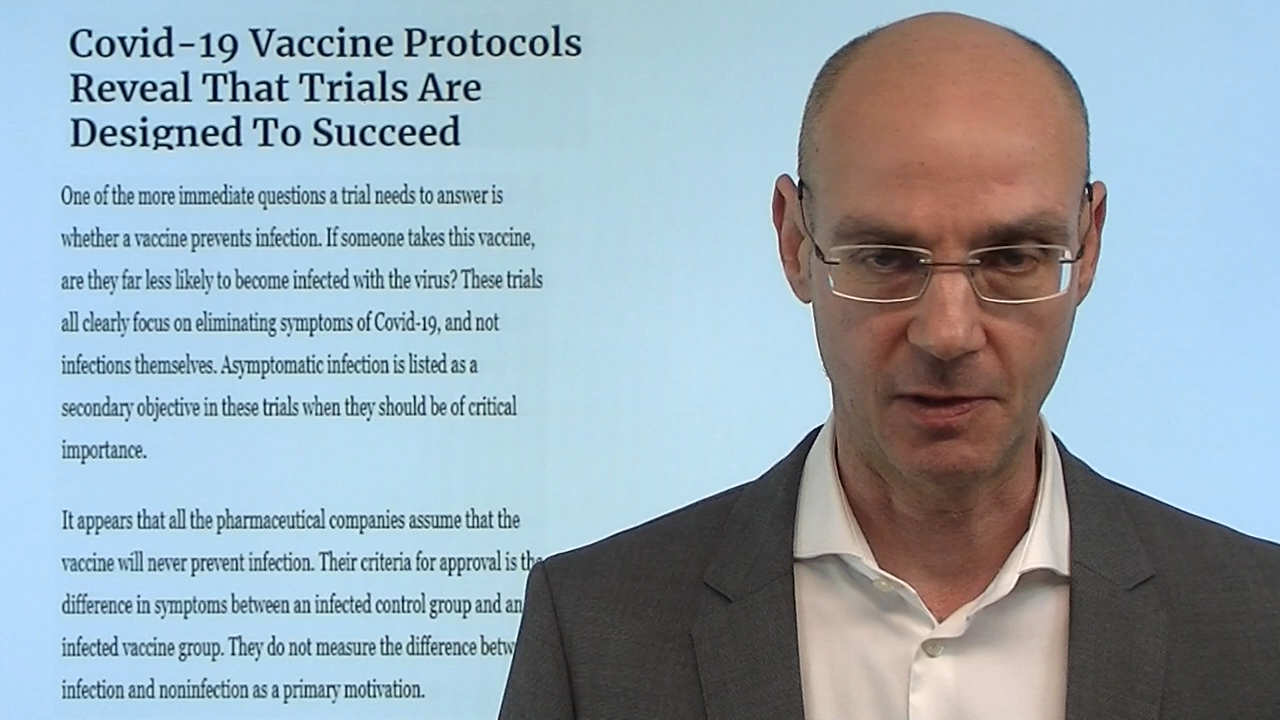 Covid-19 Vaccine Protocols
Reveal That Trials Are
Designed To Succeed
One of the more immediate questions a trial needs to answer is
whether a vaccine prevents infection. If someone takes this vaccine,
are they far less likely to become infected with the virus? These trials
all clearly focus on eliminating symptoms of Covid-19, and not
infections themselves. Asymptomatic infection is listed as a
secondary objective in these trials when they should be of critical
importance.
It appears that all the pharmaceutical companies assume that the
vaccine will never prevent infection. Their criteria for approval is the
difference in symptoms between an infected control group and an
infected vaccine group. They do not measure the difference betw
infection and noninfection as a primary motivation.